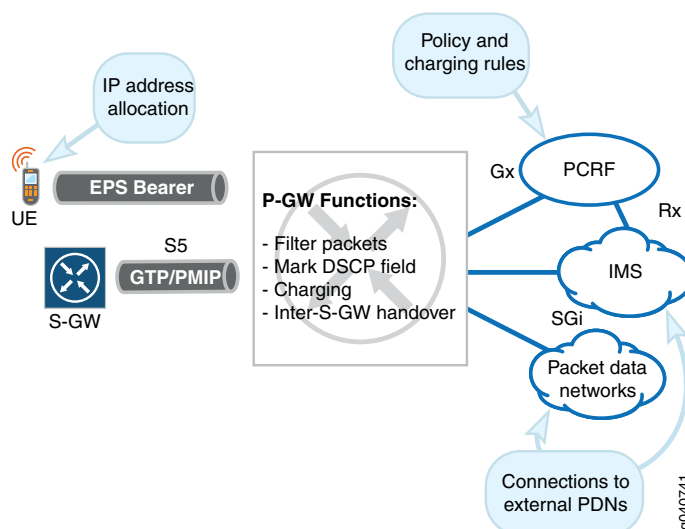 Policy and
charging rules
IP address
allocation
EPS Bearer
UE
S5
GTP/PMIP
S-GW
P-GW Functions:
- Filter packets
- Mark DSCP field
- Charging
- Inter-S-GW handover
Gx
PCRF
Rx
IMS
SGi
Packet data
networks
Connections to
external PDNs
g040741